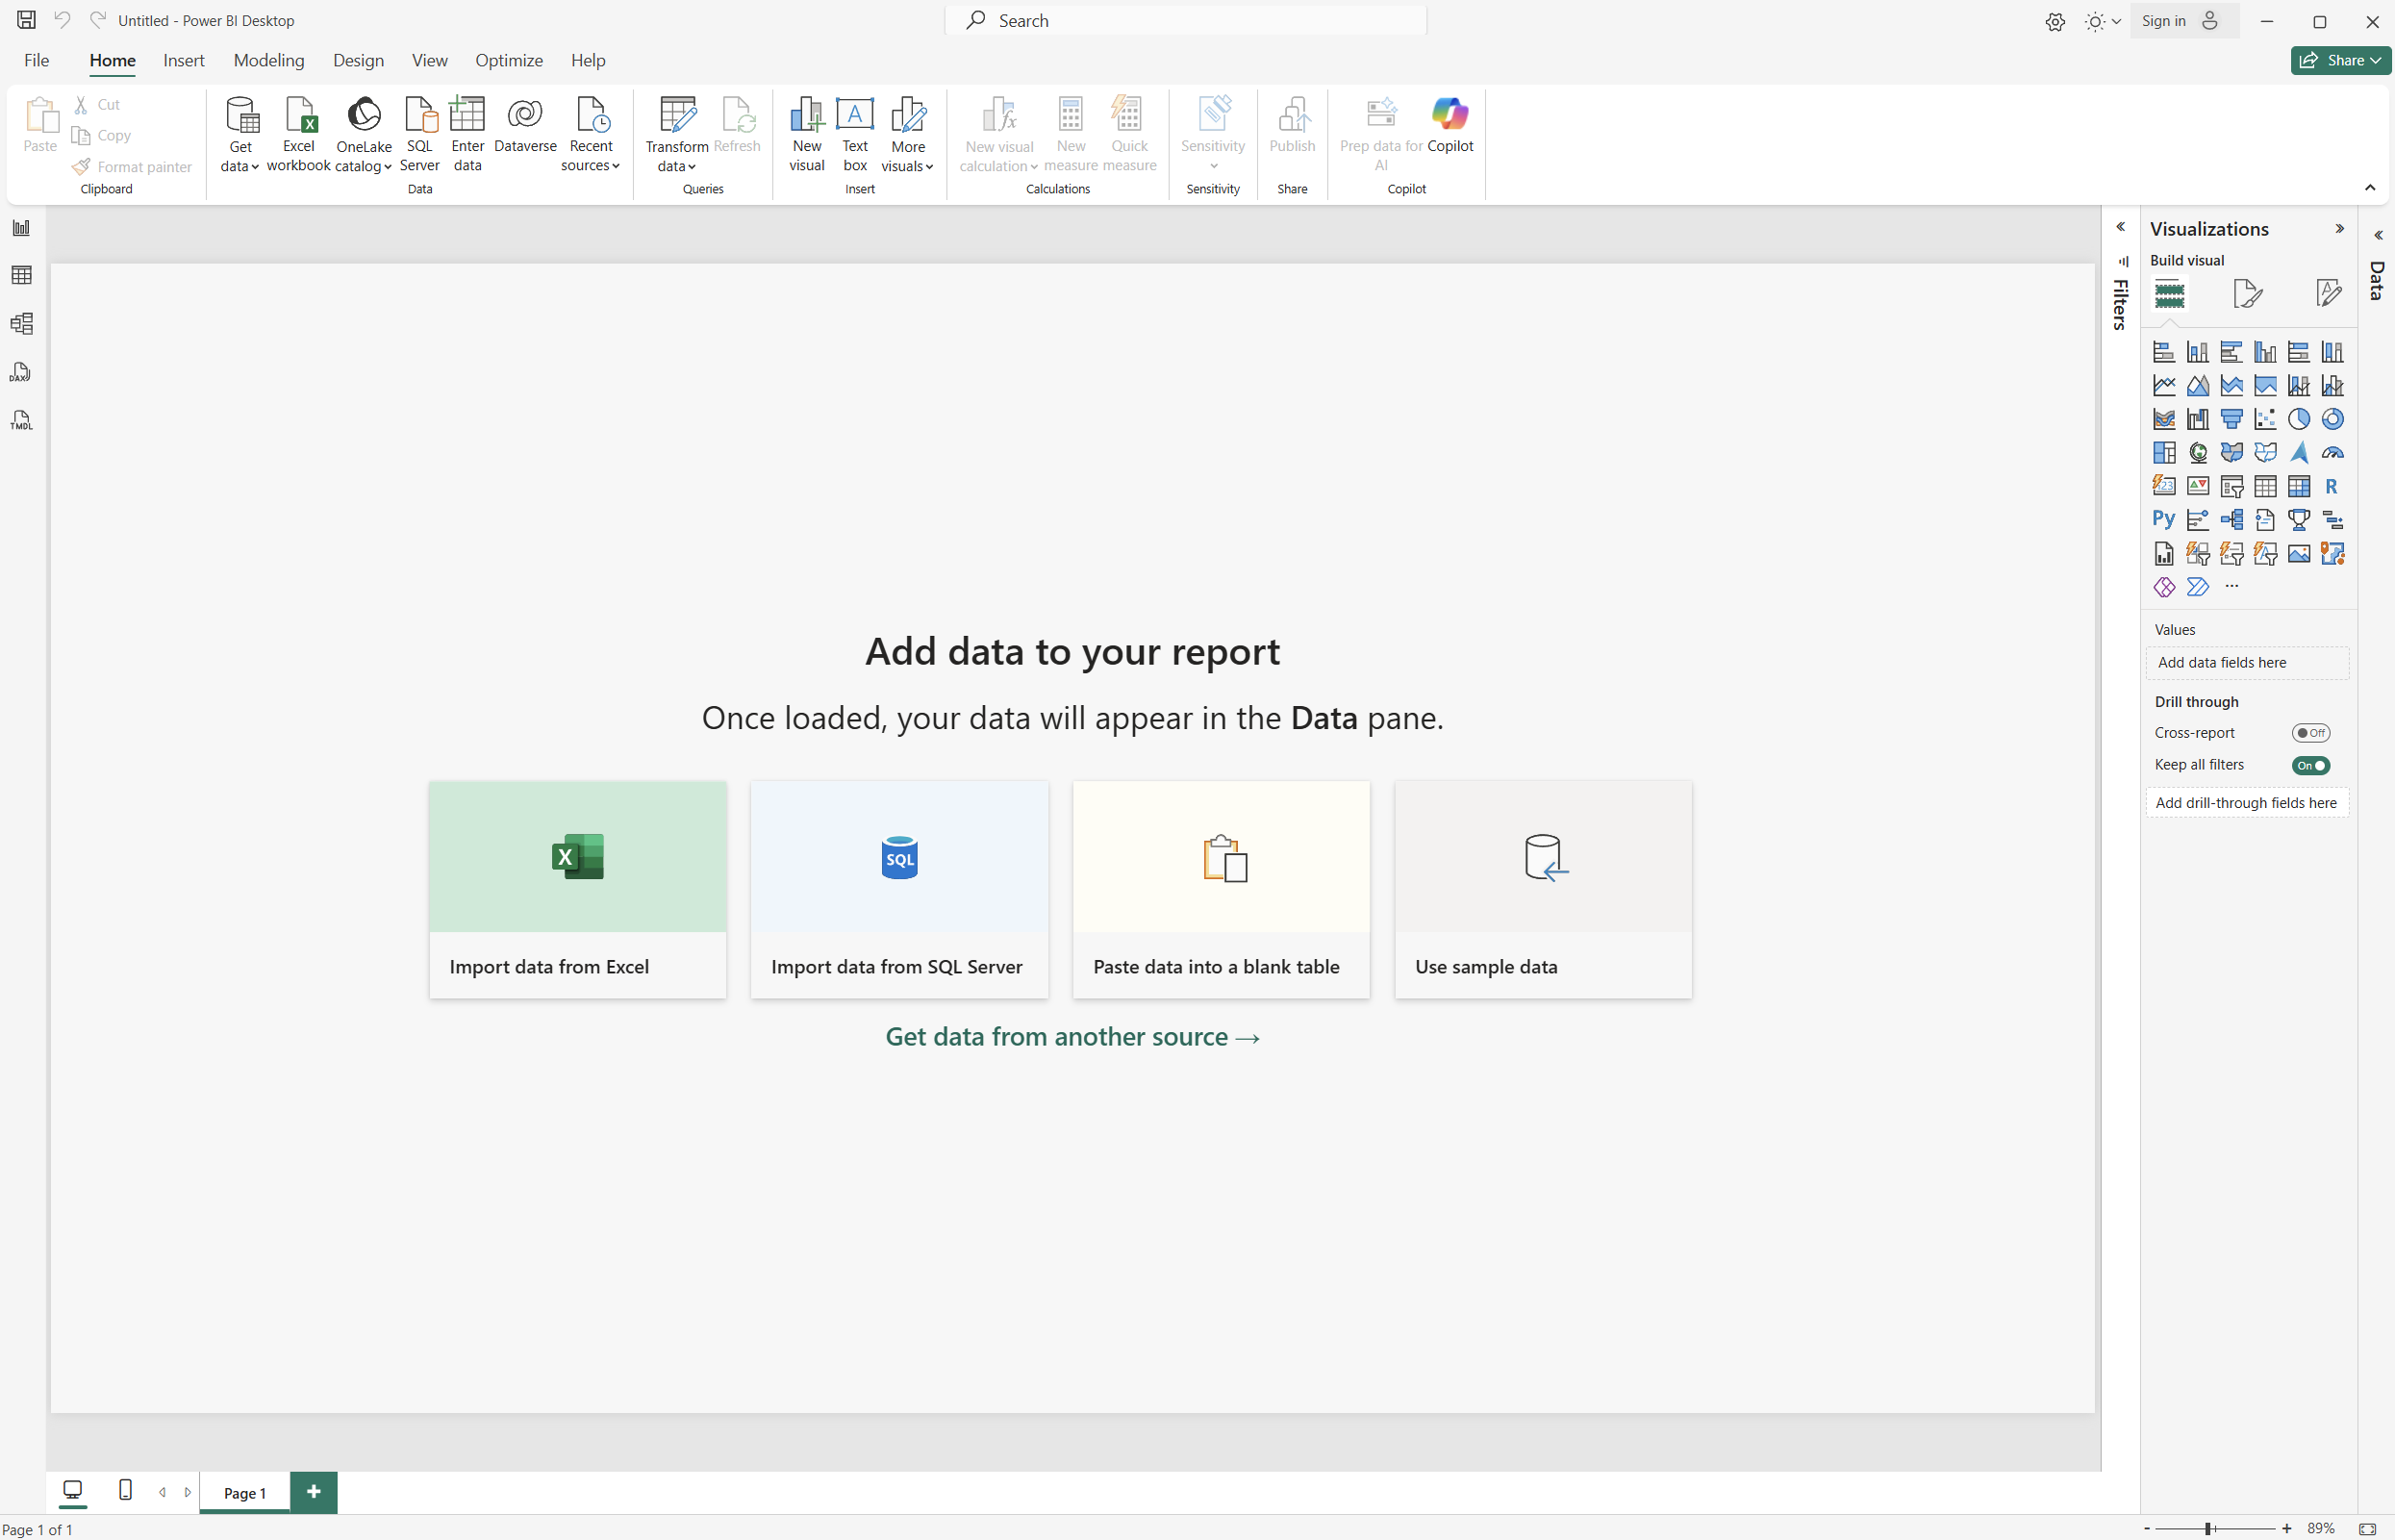 Untitled - Power BI Desktop
Search
Sign in
File
Home
Insert
Modeling
Design
View
Optimize
Help
Share
Paste
Cut
Copy
Format painter
Clipboard
Get data
Excel workbook
OneLake catalog
SQL Server
Enter data
Dataverse
Recent sources
Data
Transform data
Refresh
Queries
New visual
Text box
More visuals
Insert
New visual calculation
New measure
Quick measure
Calculations
Sensitivity
Sensitivity
Publish
Share
Prep data for AI
Copilot
Copilot
DAX
TMDL
Add data to your report
Once loaded, your data will appear in the Data pane.
SQL
Import data from Excel
Import data from SQL Server
Paste data into a blank table
Use sample data
Get data from another source →
Filters
Visualizations
Build visual
123
R
Py
Values
Add data fields here
Drill through
Cross-report
Off
Keep all filters
On
Add drill-through fields here
Data
Page 1
Page 1 of 1
89%